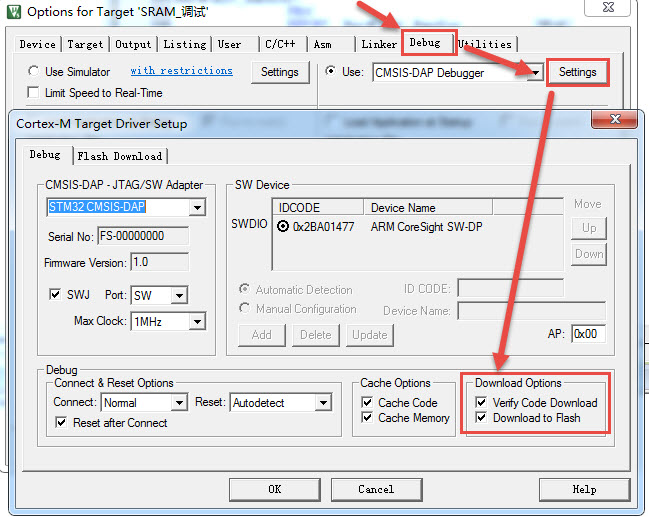 Options for Target 'SRAM_调试'
Device Target Output Listing User C/C++ Asm Linker Debug Utilities
Use Simulator with restrictions Settings Use: CMSIS-DAP Debugger Settings
Limit Speed to Real-Time
Cortex-M Target Driver Setup
Debug Flash Download
CMSIS-DAP - JTAG/SW Adapter
STM32 CMSIS-DAP
Serial No: FS-00000000
Firmware Version: 1.0
SWJ Port: SW
Max Clock: 1MHz
SW Device
IDCODE Device Name Move
SWDIO 0x2BA01477 ARM CoreSight SW-DP Up
Down
Automatic Detection ID CODE:
Manual Configuration Device Name:
Add Delete Update AP: 0x00
Debug
Connect & Reset Options
Connect: Normal Reset: Autodetect
Reset after Connect
Cache Options
Cache Code
Cache Memory
Download Options
Verify Code Download
Download to Flash
OK Cancel Help